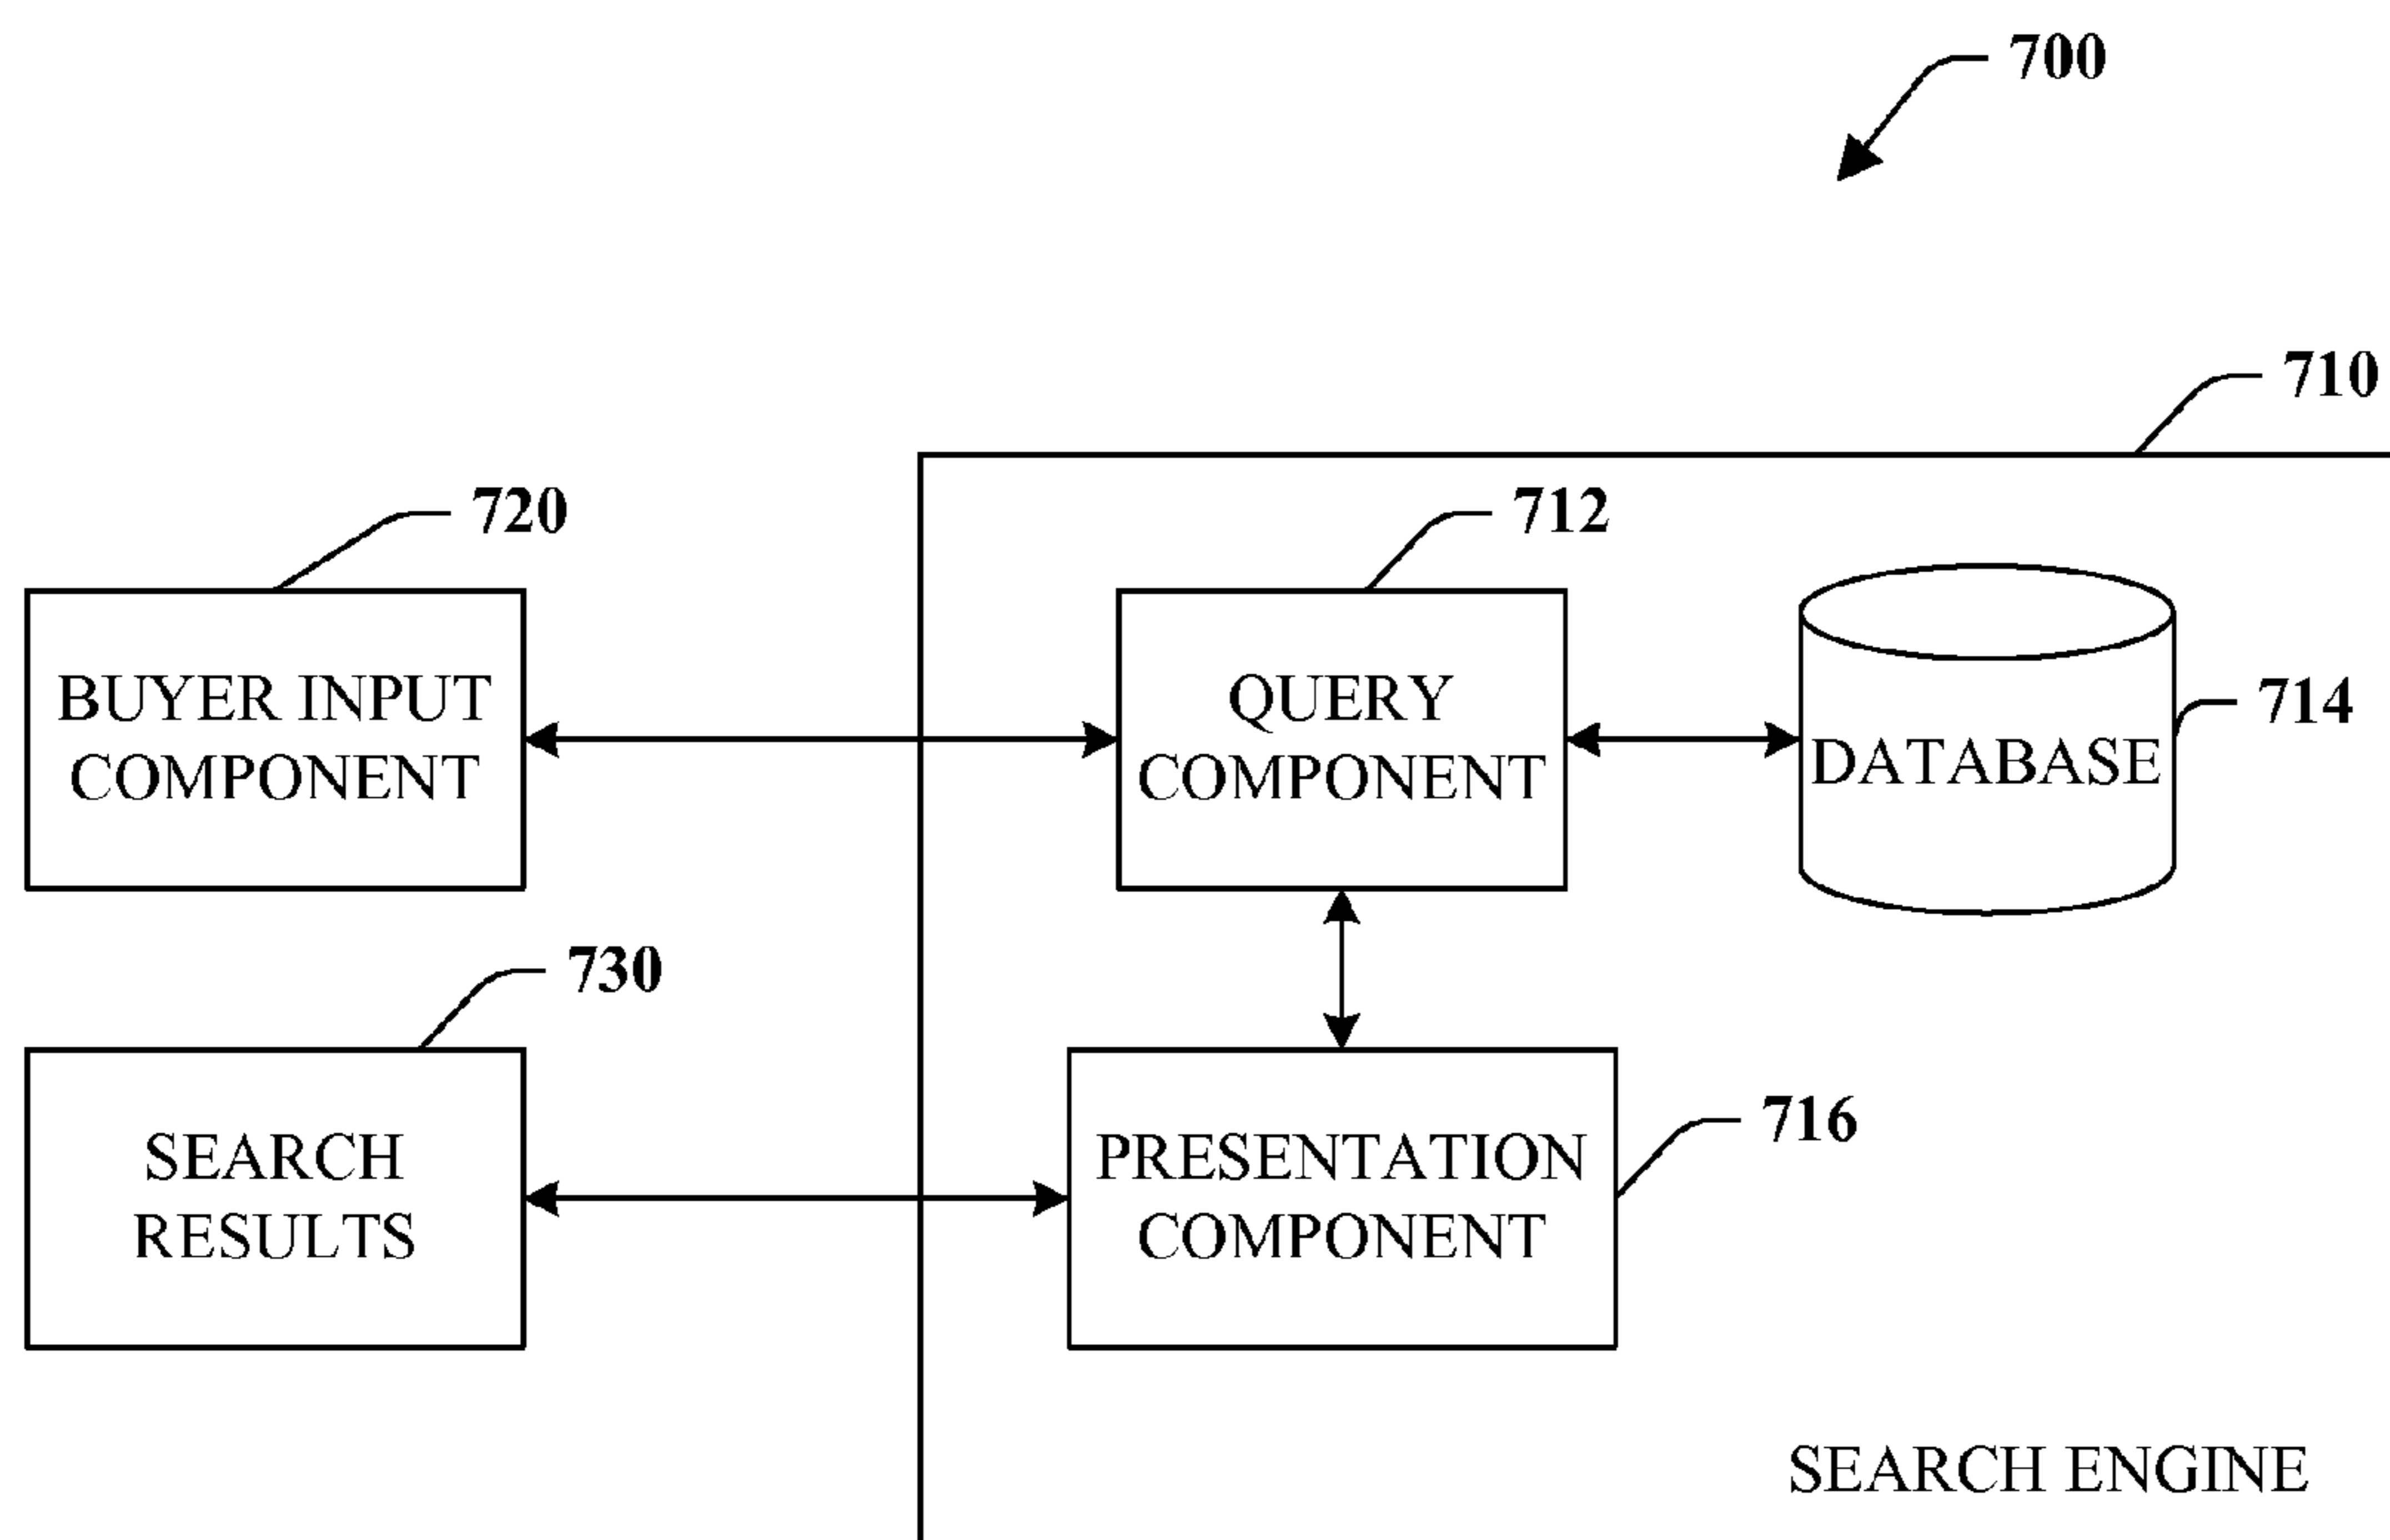 700
710
720
712
BUYER INPUT
COMPONENT
QUERY
COMPONENT
714
DATABASE
730
716
SEARCH
RESULTS
PRESENTATION
COMPONENT
SEARCH ENGINE